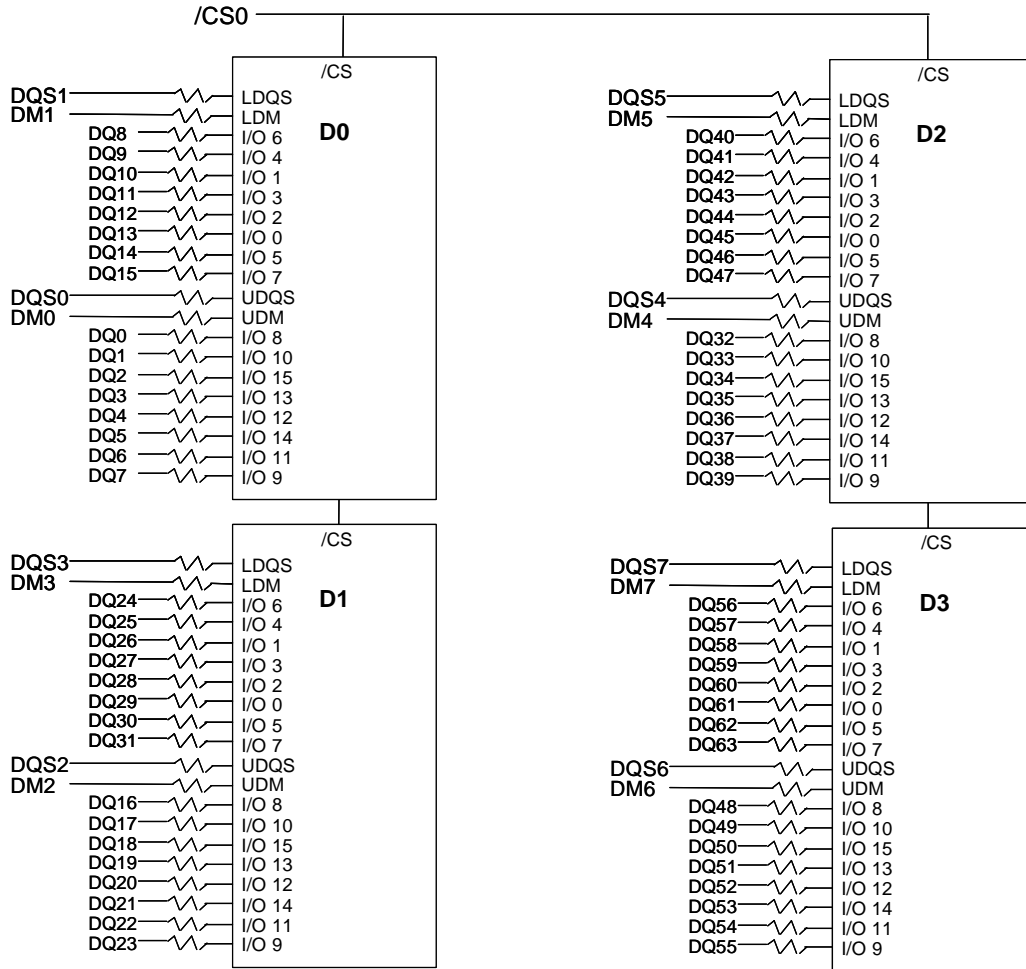 /CS0
/CS
DQS1 LDQS
DM1 LDM
D0
DQ8 I/O 6
DQ9 I/O 4
DQ10 I/O 1
DQ11 I/O 3
DQ12 I/O 2
DQ13 I/O 0
DQ14 I/O 5
DQ15 I/O 7
DQS0 UDQS
DM0 UDM
DQ0 I/O 8
DQ1 I/O 10
DQ2 I/O 15
DQ3 I/O 13
DQ4 I/O 12
DQ5 I/O 14
DQ6 I/O 11
DQ7 I/O 9
/CS
DQS3 LDQS
DM3 LDM
D1
DQ24 I/O 6
DQ25 I/O 4
DQ26 I/O 1
DQ27 I/O 3
DQ28 I/O 2
DQ29 I/O 0
DQ30 I/O 5
DQ31 I/O 7
DQS2 UDQS
DM2 UDM
DQ16 I/O 8
DQ17 I/O 10
DQ18 I/O 15
DQ19 I/O 13
DQ20 I/O 12
DQ21 I/O 14
DQ22 I/O 11
DQ23 I/O 9
/CS
DQS5 LDQS
DM5 LDM
D2
DQ40 I/O 6
DQ41 I/O 4
DQ42 I/O 1
DQ43 I/O 3
DQ44 I/O 2
DQ45 I/O 0
DQ46 I/O 5
DQ47 I/O 7
DQS4 UDQS
DM4 UDM
DQ32 I/O 8
DQ33 I/O 10
DQ34 I/O 15
DQ35 I/O 13
DQ36 I/O 12
DQ37 I/O 14
DQ38 I/O 11
DQ39 I/O 9
/CS
DQS7 LDQS
DM7 LDM
D3
DQ56 I/O 6
DQ57 I/O 4
DQ58 I/O 1
DQ59 I/O 3
DQ60 I/O 2
DQ61 I/O 0
DQ62 I/O 5
DQ63 I/O 7
DQS6 UDQS
DM6 UDM
DQ48 I/O 8
DQ49 I/O 10
DQ50 I/O 15
DQ51 I/O 13
DQ52 I/O 12
DQ53 I/O 14
DQ54 I/O 11
DQ55 I/O 9